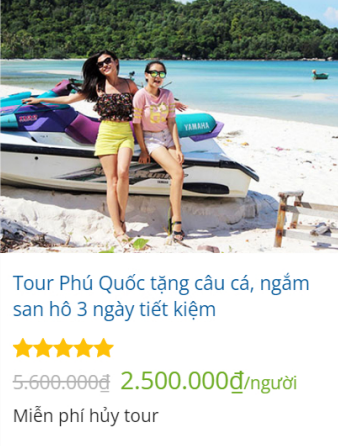 YAMAHA
Tour Phú Quốc tặng câu cá, ngắm
san hô 3 ngày tiết kiệm
5.600.000₫ 2.500.000₫/người
Miễn phí hủy tour